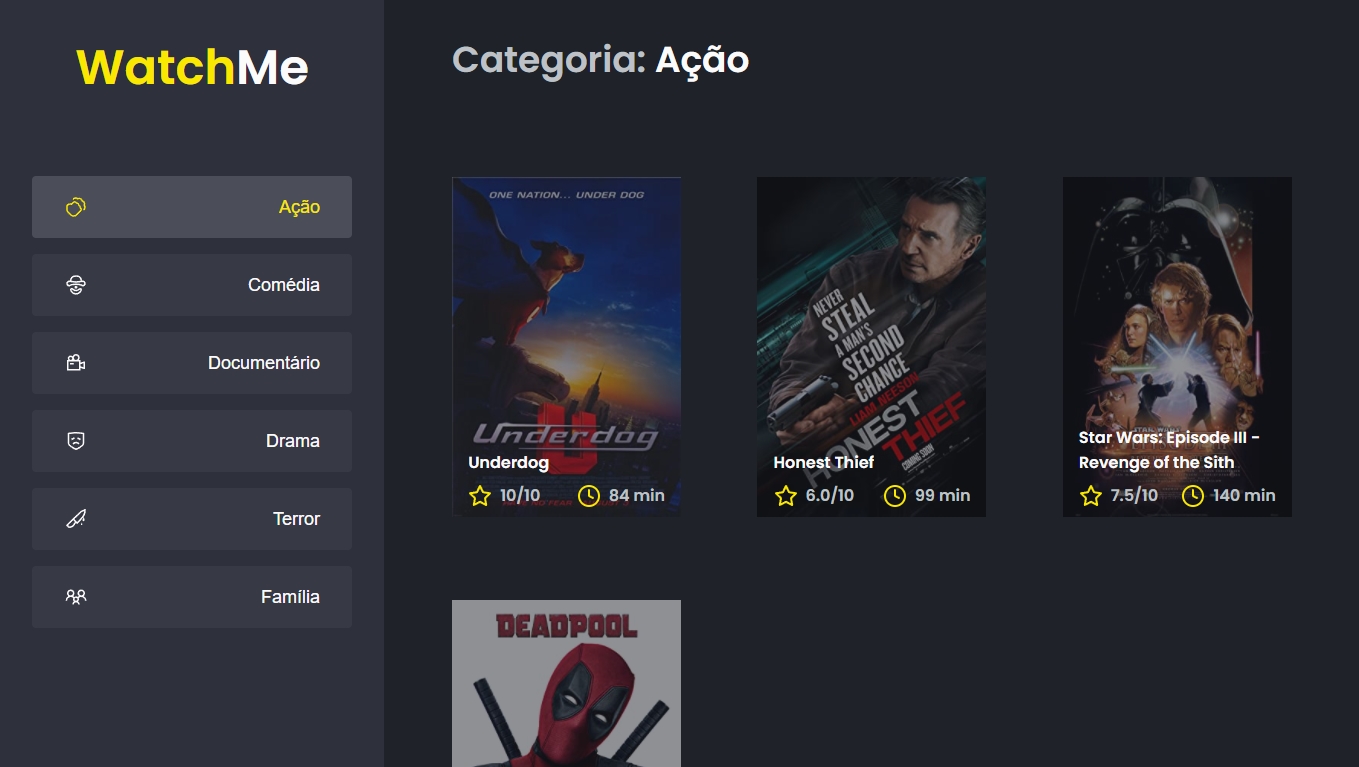 WatchMe
Ação
Comédia
Documentário
Drama
Terror
Família
Categoria: Ação
ONE NATION... UNDER DOG
Underdog
Underdog
10/10 84 min
NEVER
STEAL
A MAN'S
SECOND
CHANCE
LIAM NEESON
HONEST
THIEF
COMING SOON
Honest Thief
6.0/10 99 min
STAR WARS
Star Wars: Episode III -
Revenge of the Sith
7.5/10 140 min
DEADPOOL